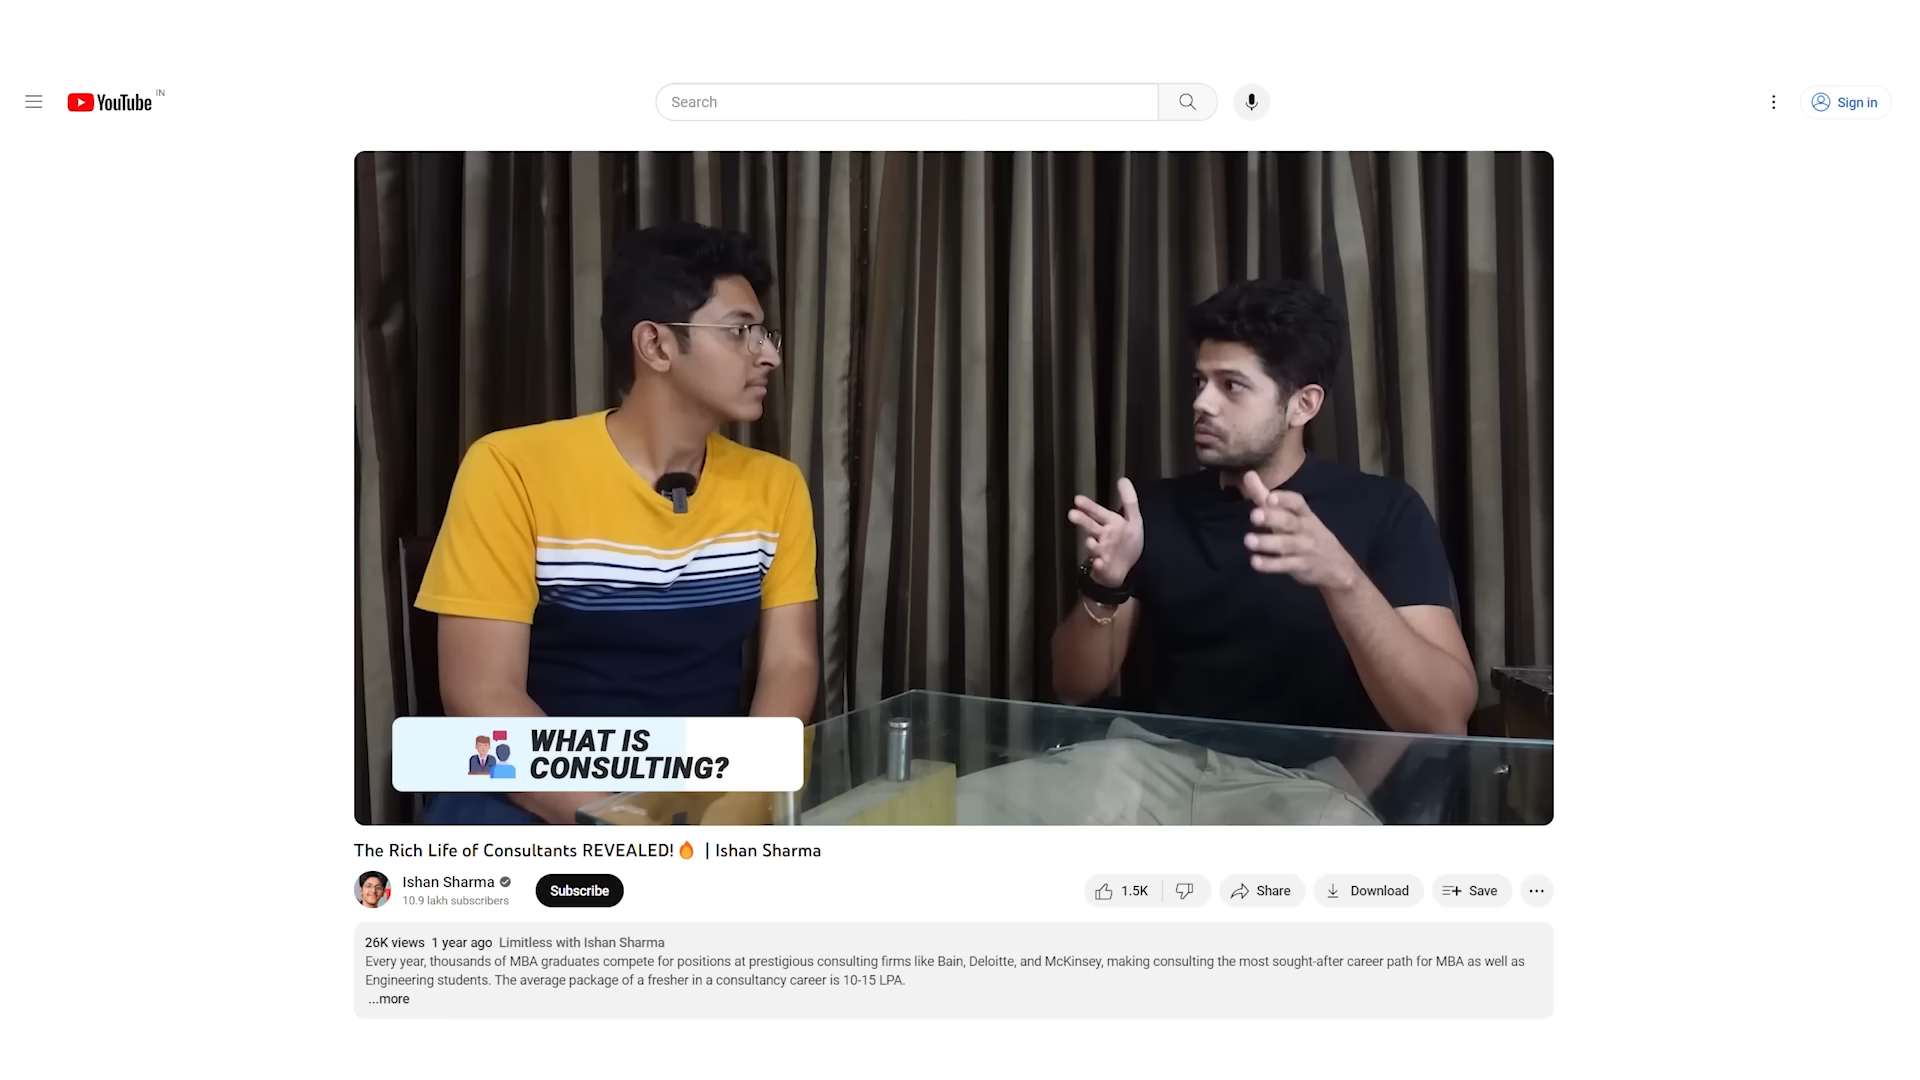 YouTube IN
Search
Sign in
WHAT IS
CONSULTING?
The Rich Life of Consultants REVEALED!🔥 | Ishan Sharma
Ishan Sharma
10.9 lakh subscribers
Subscribe
1.5K
Share
Download
Save
26K views 1 year ago Limitless with Ishan Sharma
Every year, thousands of MBA graduates compete for positions at prestigious consulting firms like Bain, Deloitte, and McKinsey, making consulting the most sought-after career path for MBA as well as
Engineering students. The average package of a fresher in a consultancy career is 10-15 LPA.
...more